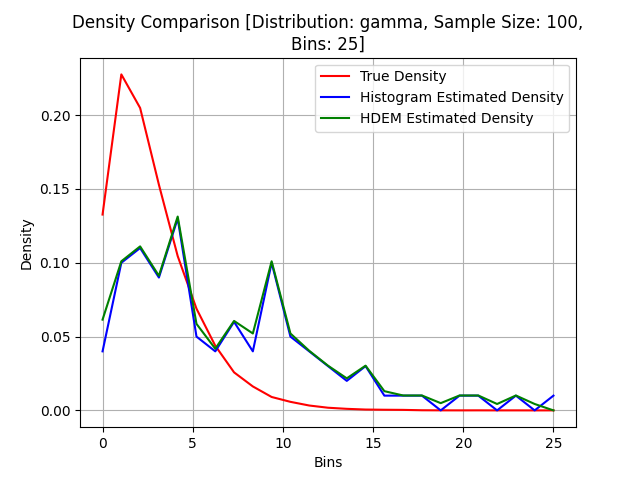 Density Comparison [Distribution: gamma, Sample Size: 100,
Bins: 25]
True Density
Histogram Estimated Density
HDEM Estimated Density
Density
0.20
0.15
0.10
0.05
0.00
0 5 10 15 20 25
Bins